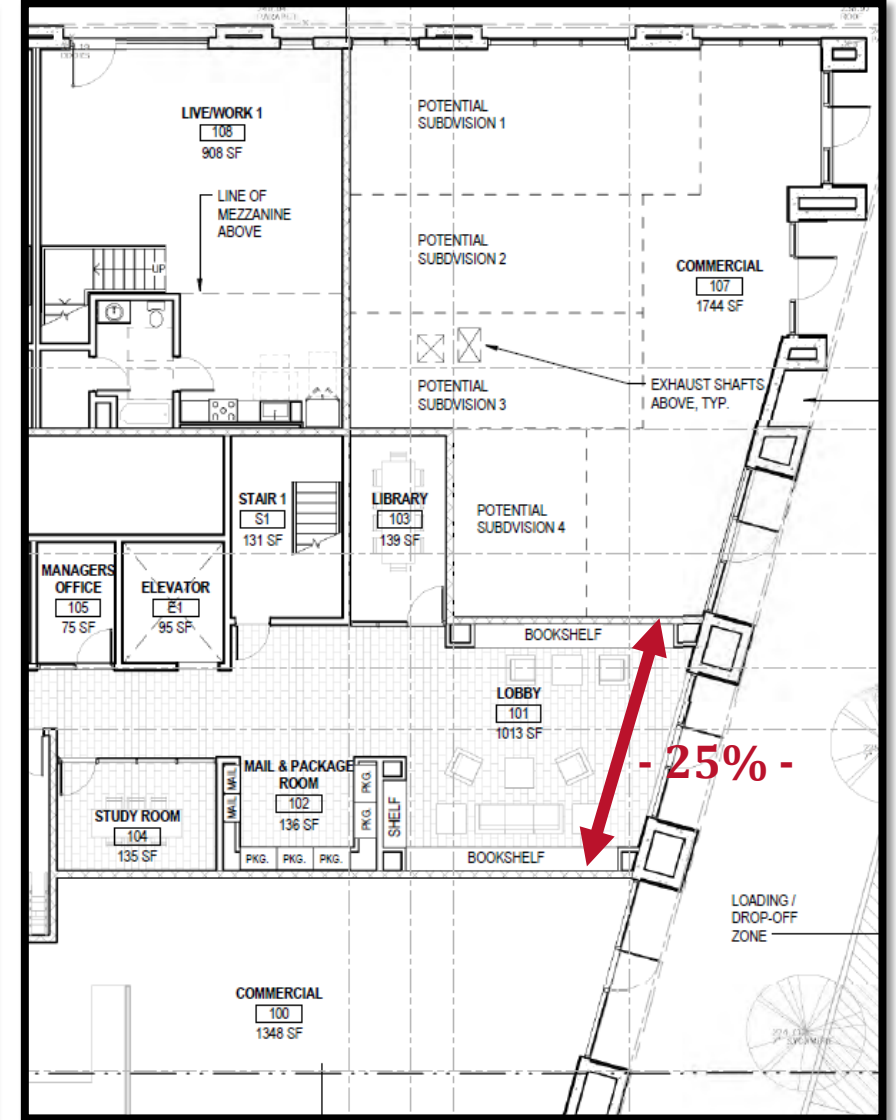 LIVE/WORK 1
108
908 SF
POTENTIAL
SUBDVISION 1
LINE OF
MEZZANINE
ABOVE
UP
POTENTIAL
SUBDVISION 2
COMMERCIAL
107
1744 SF
POTENTIAL
SUBDVISION 3
EXHAUST SHAFTS
ABOVE, TYP.
STAIR 1
S1
131 SF
LIBRARY
103
139 SF
POTENTIAL
SUBDVISION 4
MANAGERS
OFFICE
105
75 SF
ELEVATOR
E1
95 SF
BOOKSHELF
LOBBY
101
1013 SF
- 25% -
MAIL & PACKAGE
ROOM
102
136 SF
MAIL
MAIL
PKG.
PKG.
SHELF
STUDY ROOM
104
135 SF
PKG.
PKG.
PKG.
BOOKSHELF
LOADING /
DROP-OFF
ZONE
COMMERCIAL
100
1348 SF